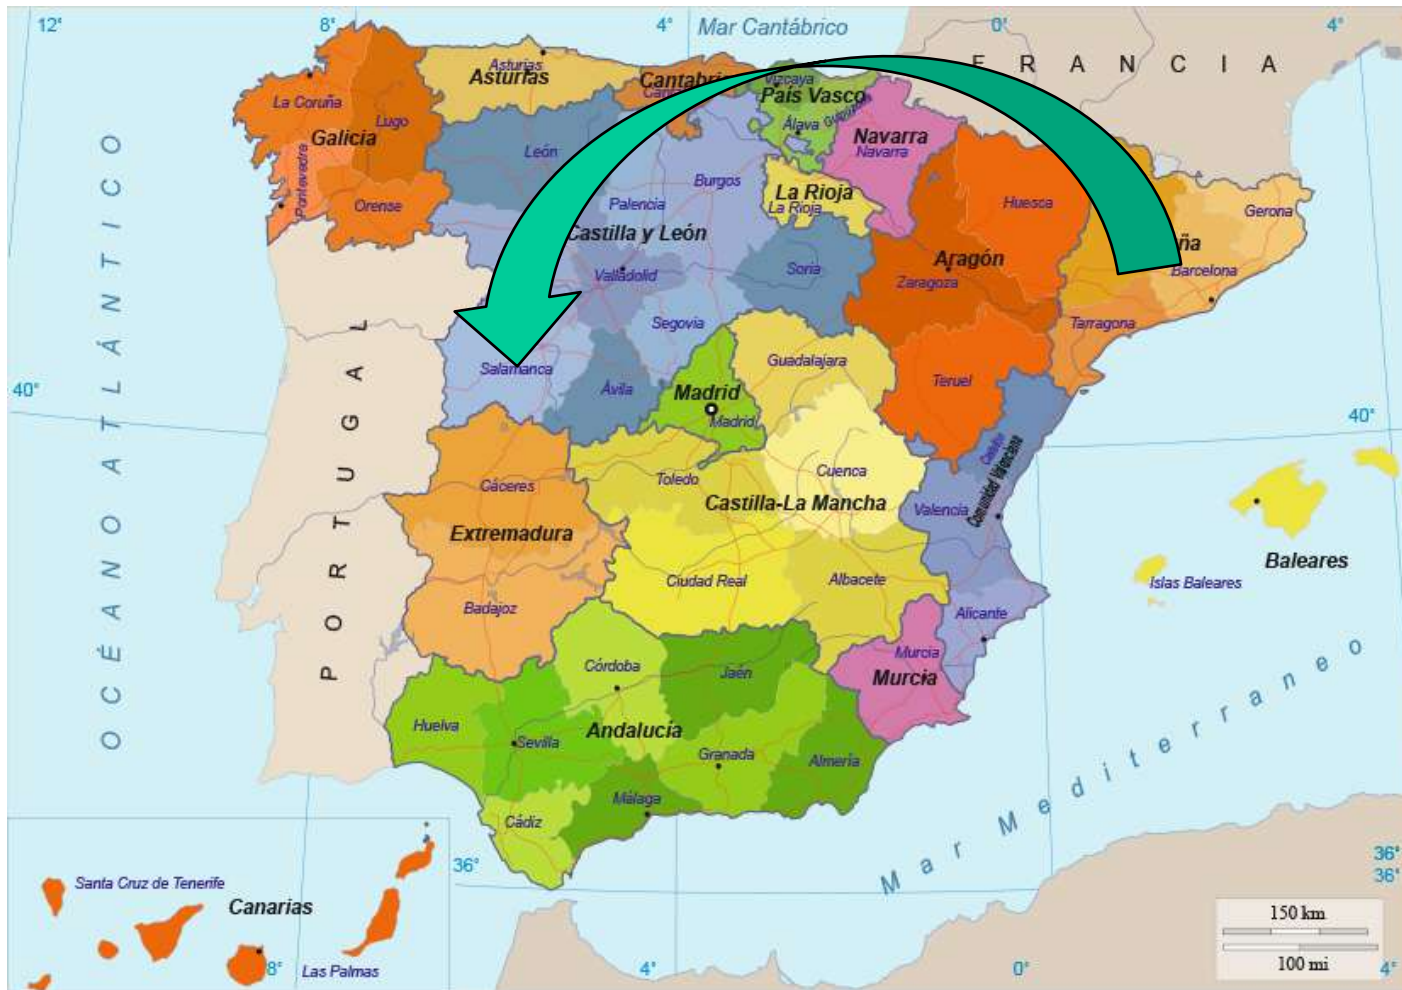 12°
8°
4°
Mar Cantábrico
0°
4°
FRANCIA
Asturias
Asturias
Cantabri
País Vasco
Vizcaya
Álava
La Coruña
Lugo
Galicia
Pontevedra
Orense
León
Burgos
Palencia
Castilla y León
Valladolid
Soria
Segovia
Salamanca
Ávila
Navarra
Navarra
La Rioja
La Rioja
Huesca
Aragón
Zaragoza
Teruel
Gerona
ña
Barcelona
Tarragona
OCÉANO ATLÁNTICO
PORTUGAL
40°
40°
Guadalajara
Madrid
Madrid
Cuenca
Toledo
Castilla-La Mancha
Ciudad Real
Albacete
Cáceres
Extremadura
Badajoz
Comunidad Valenciana
Valencia
Alicante
Baleares
Islas Baleares
Murcia
Murcia
Córdoba
Jaén
Huelva
Sevilla
Andalucía
Granada
Almería
Málaga
Cádiz
Mar Mediterraneo
36°
36°
36°
Santa Cruz de Tenerife
Canarias
Las Palmas
8°
4°
0°
4°
150 km
100 mi